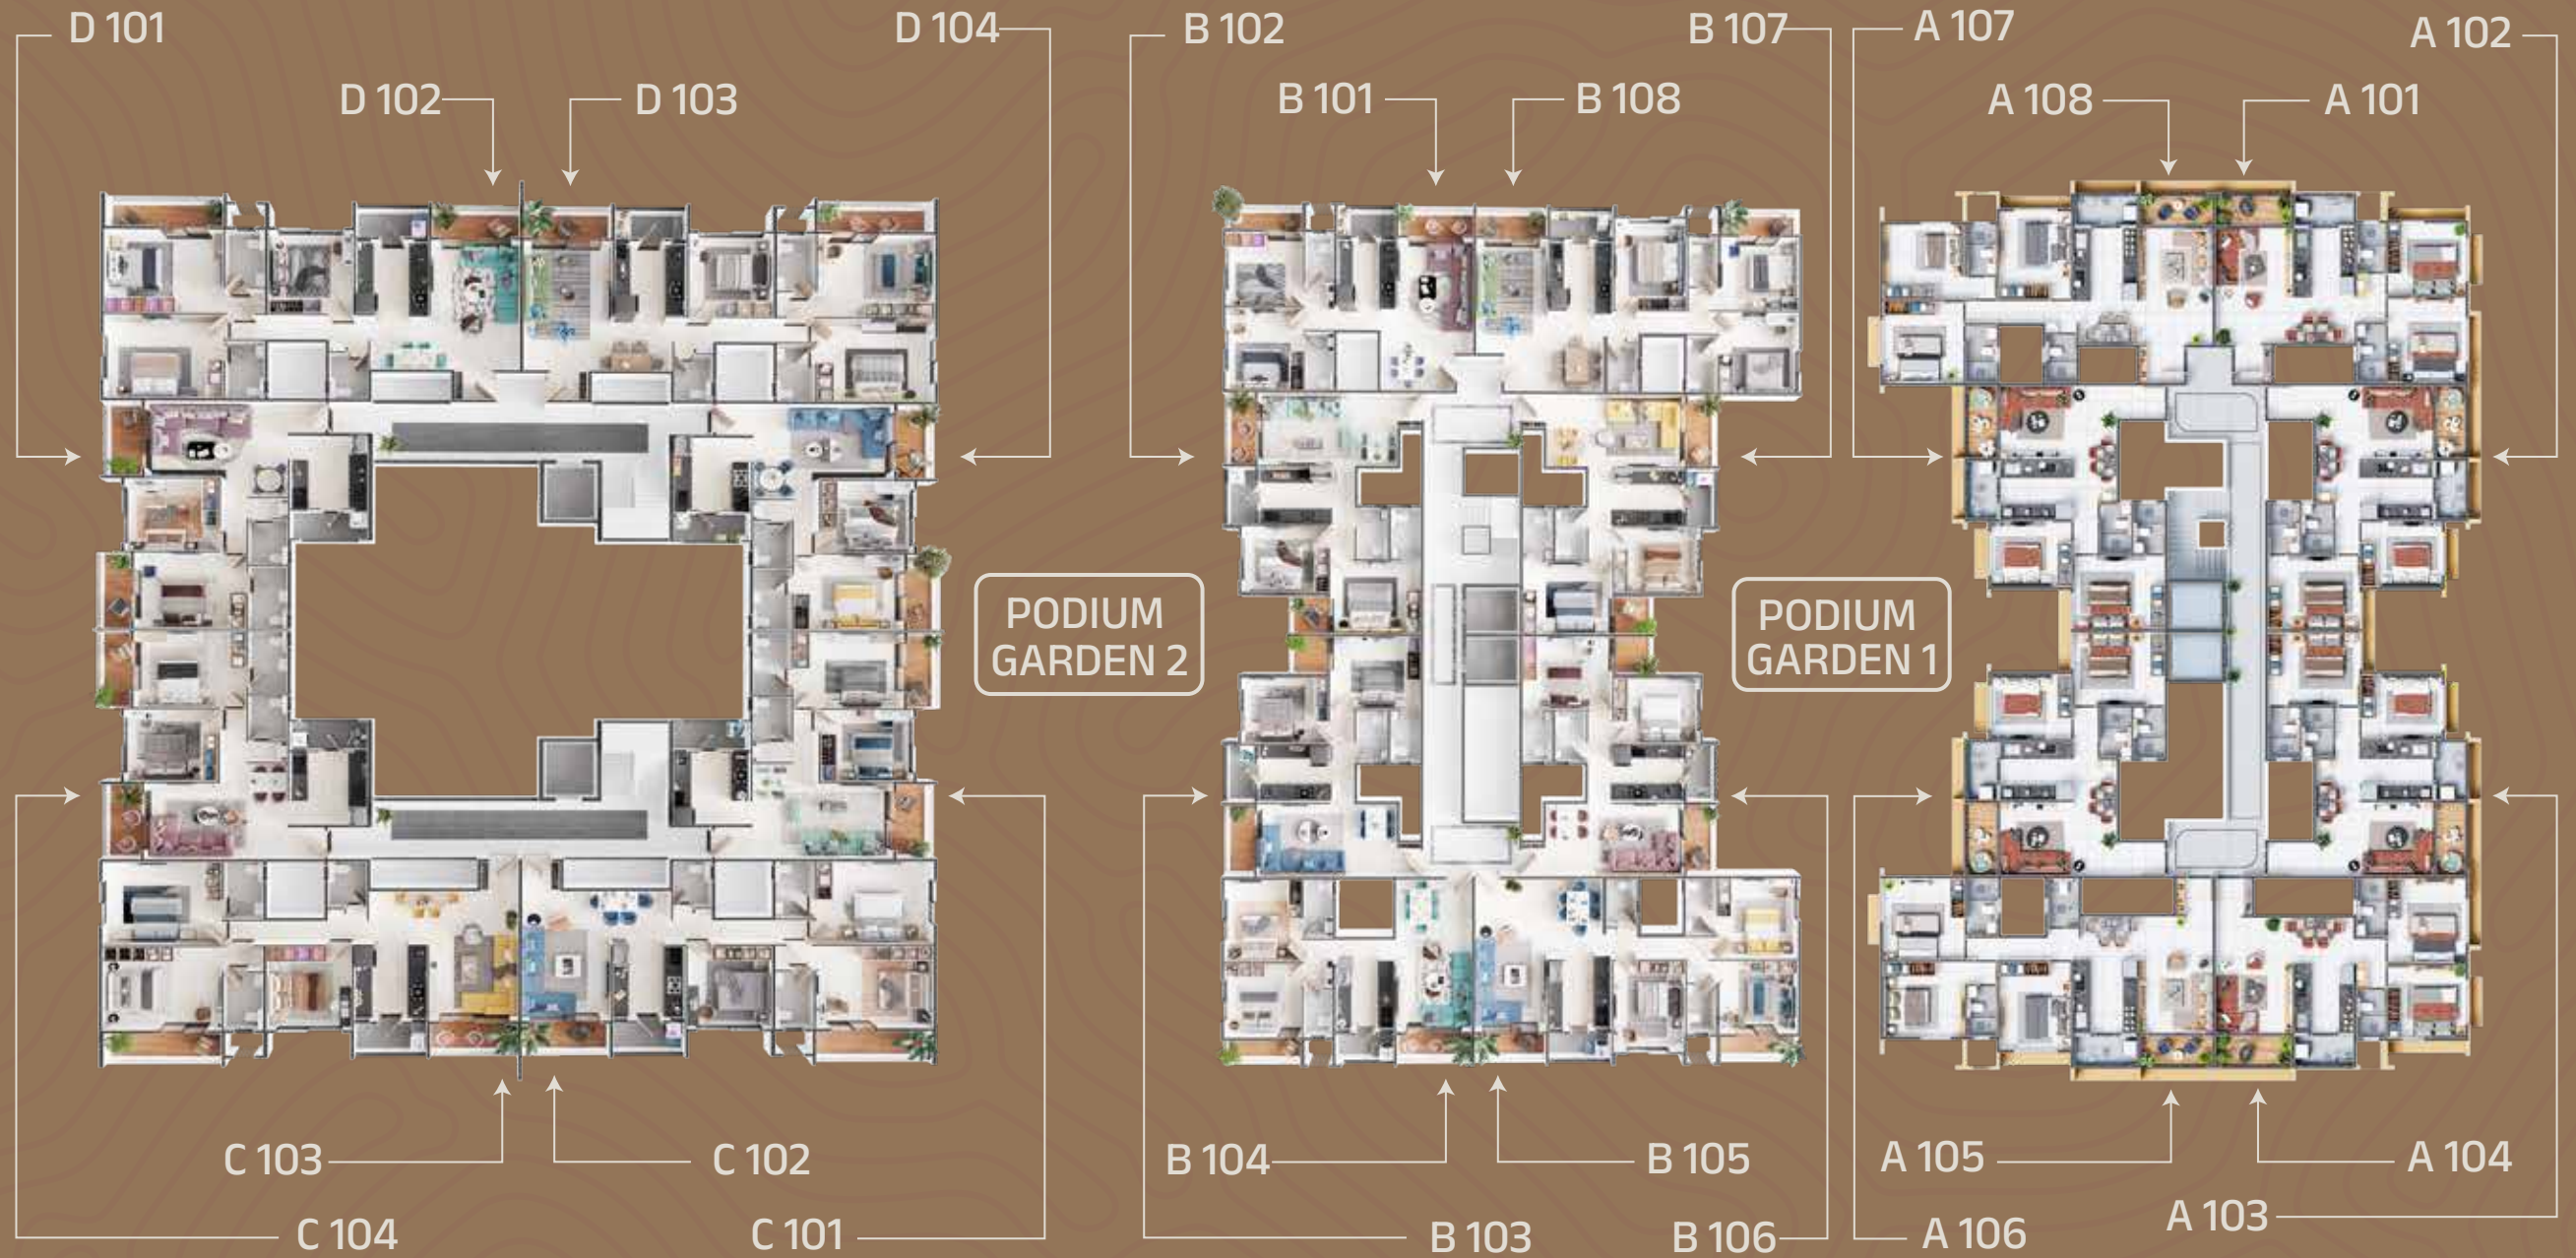 D 101
D 104
B 102
B 107
A 107
A 102
D 102
D 103
B 101
B 108
A 108
A 101
PODIUM
GARDEN 2
PODIUM
GARDEN 1
C 103
C 102
B 104
B 105
A 105
A 104
C 104
C 101
B 103
B 106
A 106
A 103